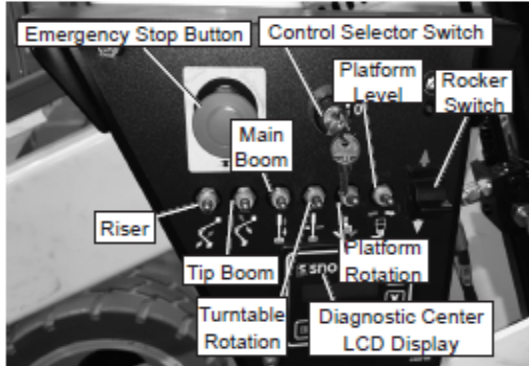 Emergency Stop Button
Control Selector Switch
Platform
Level
Rocker
Switch
Main
Boom
Riser
Tip Boom
Platform
Rotation
Turntable
Rotation
Diagnostic Center
LCD Display